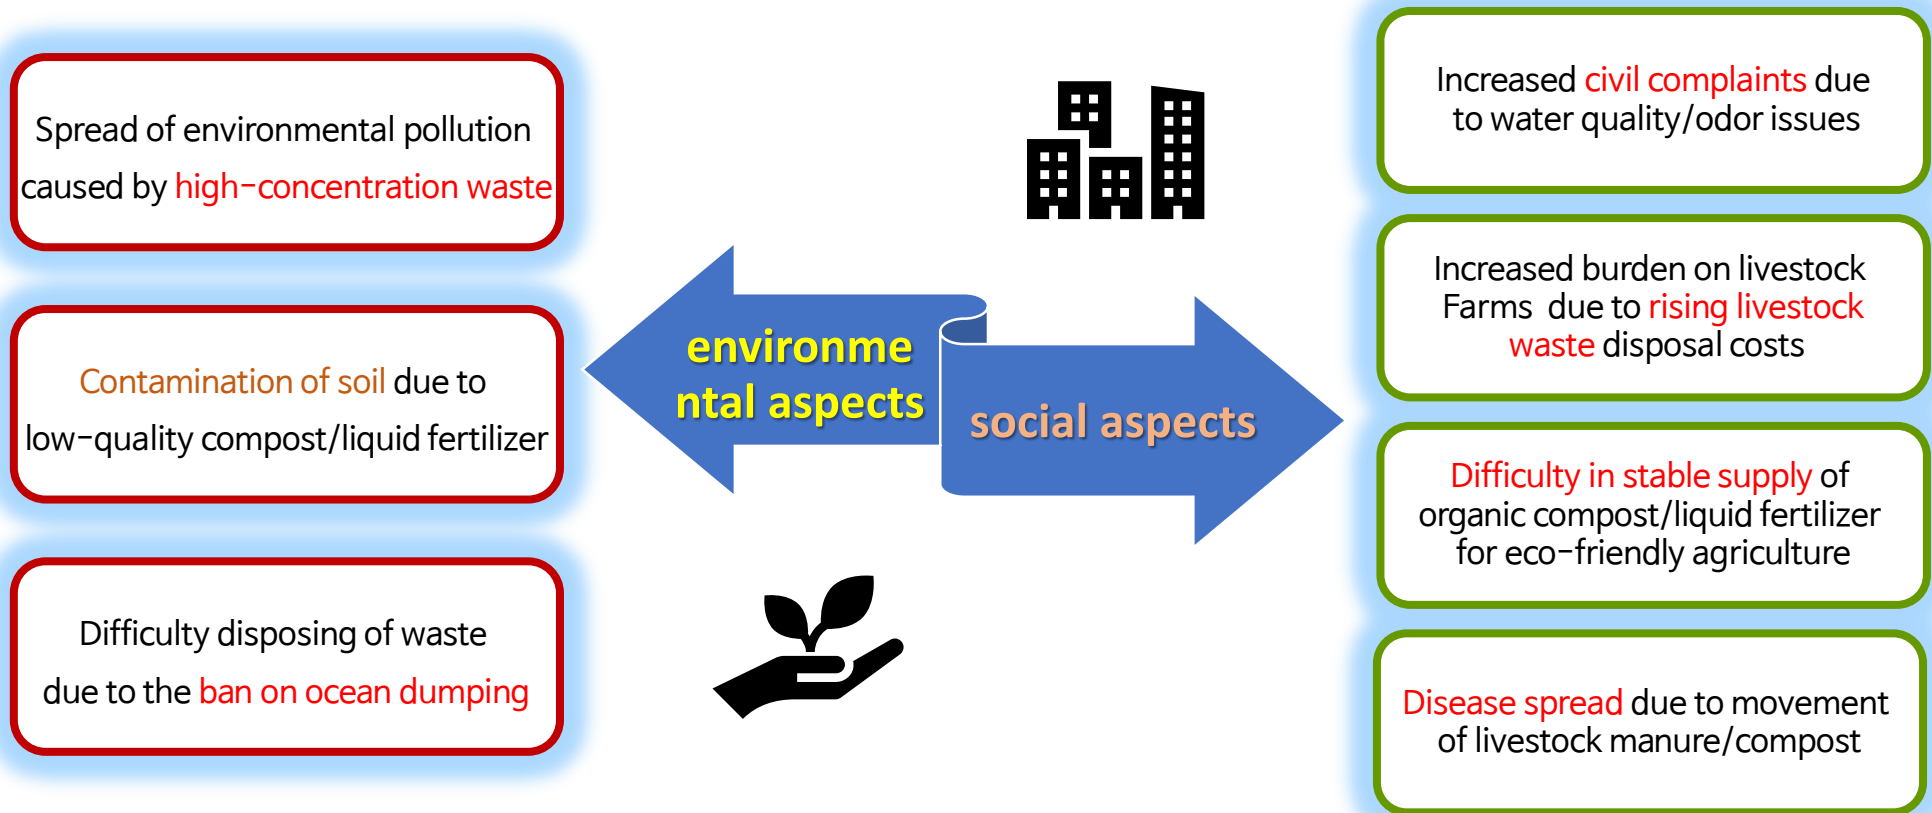 Spread of environmental pollution
caused by high-concentration waste
Contamination of soil due to
low-quality compost/liquid fertilizer
Difficulty disposing of waste
due to the ban on ocean dumping
environme
ntal aspects
social aspects
Increased civil complaints due
to water quality/odor issues
Increased burden on livestock
Farms due to rising livestock
waste disposal costs
Difficulty in stable supply of
organic compost/liquid fertilizer
for eco-friendly agriculture
Disease spread due to movement
of livestock manure/compost